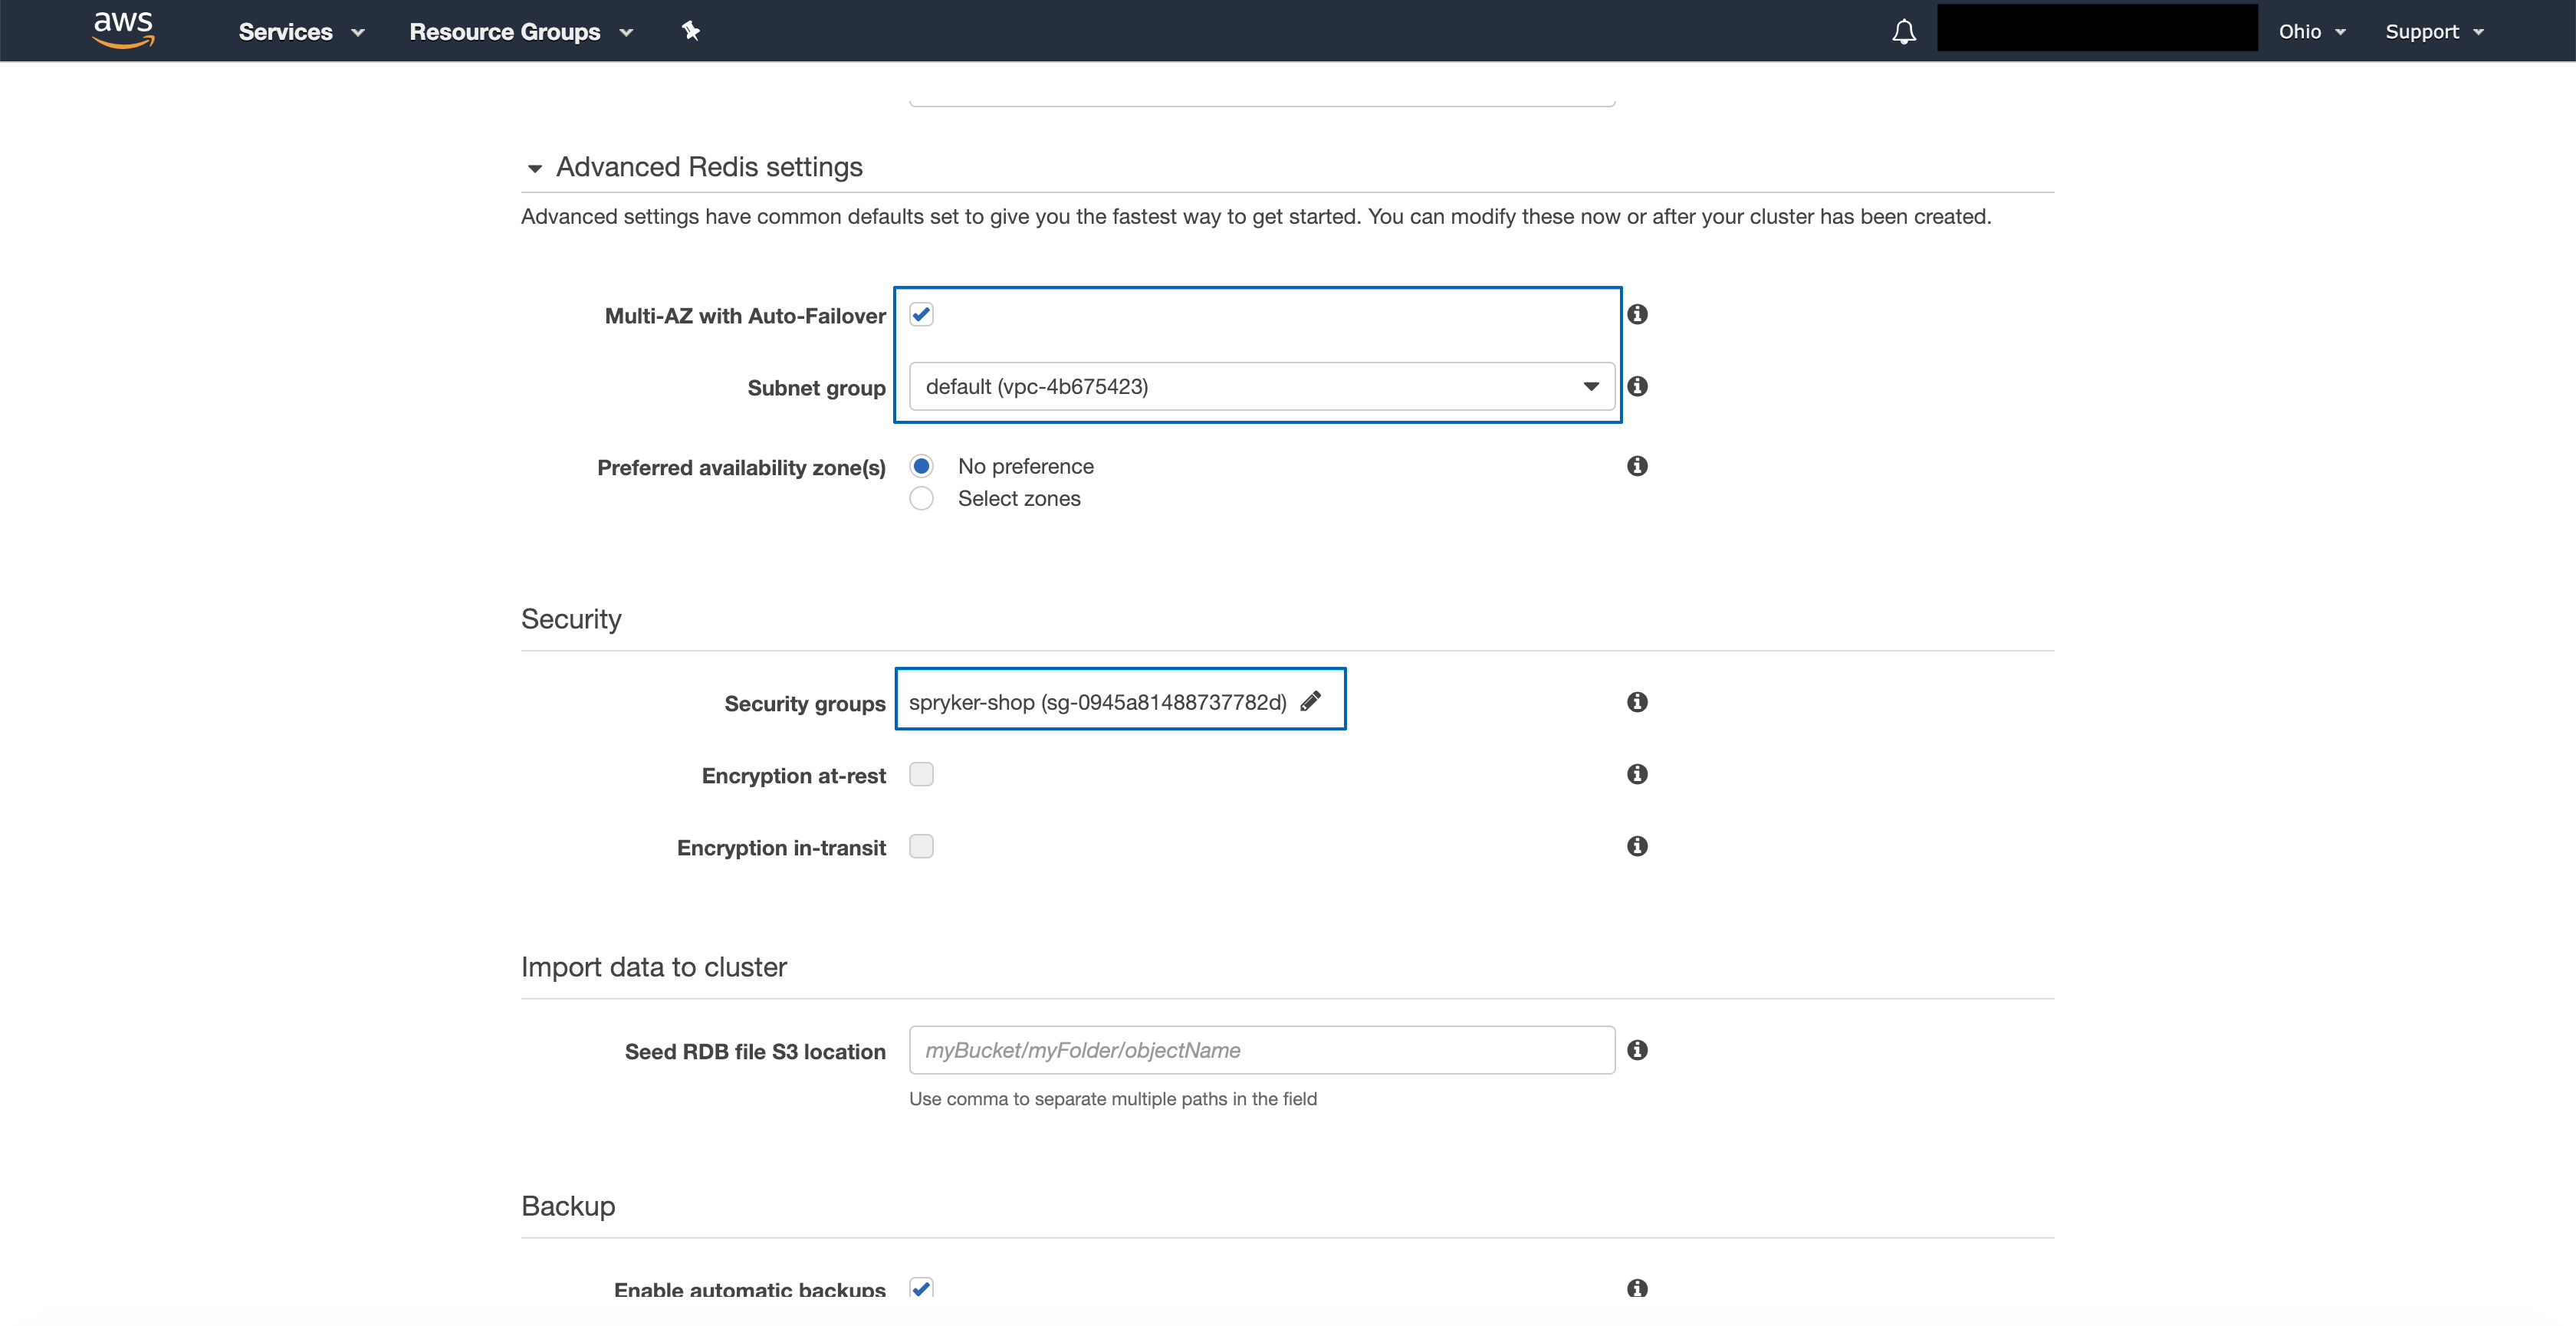 aws Services Resource Groups Ohio Support
Advanced Redis settings
Advanced settings have common defaults set to give you the fastest way to get started. You can modify these now or after your cluster has been created.
Multi-AZ with Auto-Failover
Subnet group default (vpc-4b675423)
Preferred availability zone(s) No preference
Select zones
Security
Security groups spryker-shop (sg-0945a81488737782d)
Encryption at-rest
Encryption in-transit
Import data to cluster
Seed RDB file S3 location myBucket/myFolder/objectName
Use comma to separate multiple paths in the field
Backup
Enable automatic backups